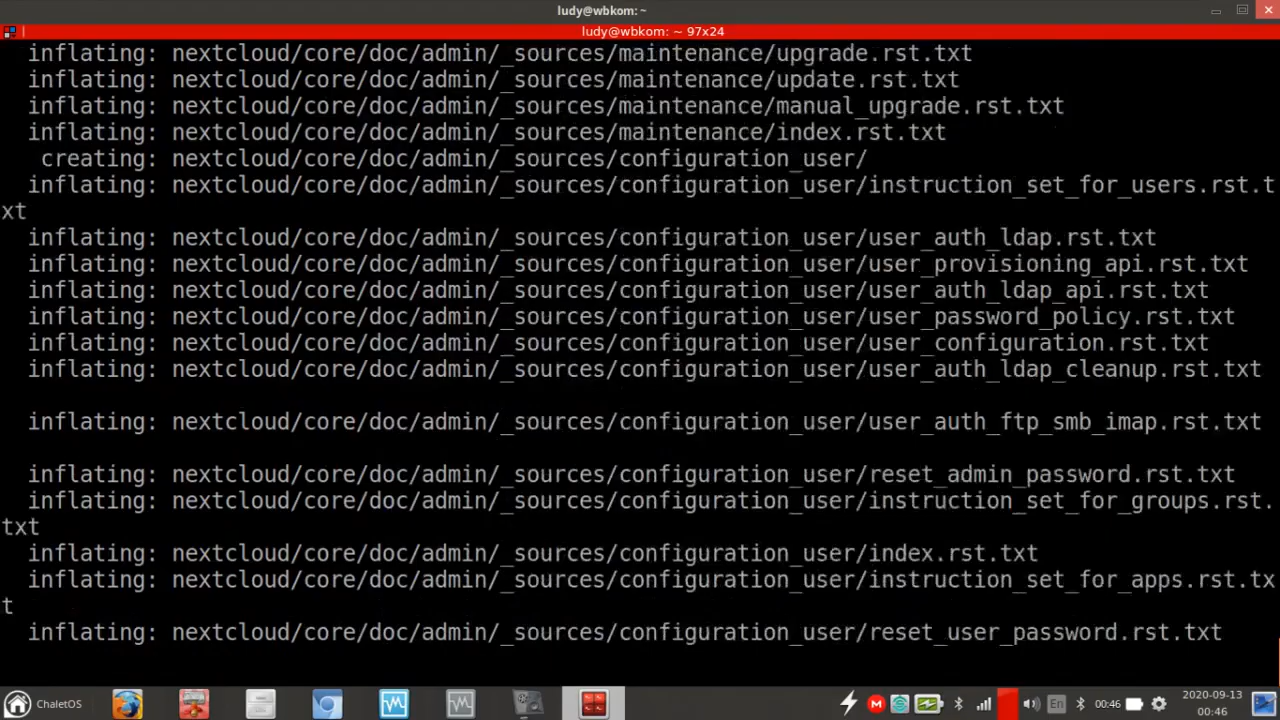 ludy@wbkom: ~
ludy@wbkom: ~ 97x24
inflating: nextcloud/core/doc/admin/_sources/maintenance/upgrade.rst.txt
inflating: nextcloud/core/doc/admin/_sources/maintenance/update.rst.txt
inflating: nextcloud/core/doc/admin/_sources/maintenance/manual_upgrade.rst.txt
inflating: nextcloud/core/doc/admin/_sources/maintenance/index.rst.txt
creating: nextcloud/core/doc/admin/_sources/configuration_user/
inflating: nextcloud/core/doc/admin/_sources/configuration_user/instruction_set_for_users.rst.t
xt
inflating: nextcloud/core/doc/admin/_sources/configuration_user/user_auth_ldap.rst.txt
inflating: nextcloud/core/doc/admin/_sources/configuration_user/user_provisioning_api.rst.txt
inflating: nextcloud/core/doc/admin/_sources/configuration_user/user_auth_ldap_api.rst.txt
inflating: nextcloud/core/doc/admin/_sources/configuration_user/user_password_policy.rst.txt
inflating: nextcloud/core/doc/admin/_sources/configuration_user/user_configuration.rst.txt
inflating: nextcloud/core/doc/admin/_sources/configuration_user/user_auth_ldap_cleanup.rst.txt
inflating: nextcloud/core/doc/admin/_sources/configuration_user/user_auth_ftp_smb_imap.rst.txt
inflating: nextcloud/core/doc/admin/_sources/configuration_user/reset_admin_password.rst.txt
inflating: nextcloud/core/doc/admin/_sources/configuration_user/instruction_set_for_groups.rst.
txt
inflating: nextcloud/core/doc/admin/_sources/configuration_user/index.rst.txt
inflating: nextcloud/core/doc/admin/_sources/configuration_user/instruction_set_for_apps.rst.tx
t
inflating: nextcloud/core/doc/admin/_sources/configuration_user/reset_user_password.rst.txt
ChaletOS
M
En
00:46
2020-09-13
00:46